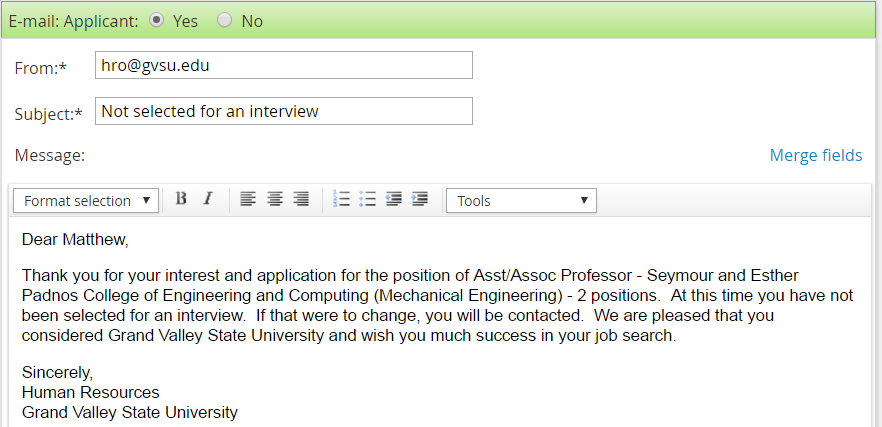 E-mail: Applicant: Yes No
From:* hro@gvsu.edu
Subject:* Not selected for an interview
Message: Merge fields
Format selection B I Tools
Dear Matthew,
Thank you for your interest and application for the position of Asst/Assoc Professor - Seymour and Esther
Padnos College of Engineering and Computing (Mechanical Engineering) - 2 positions.  At this time you have not
been selected for an interview.  If that were to change, you will be contacted.  We are pleased that you
considered Grand Valley State University and wish you much success in your job search.
Sincerely,
Human Resources
Grand Valley State University